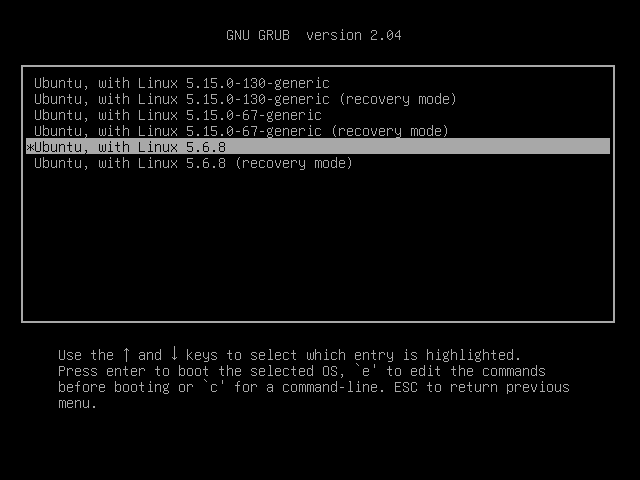 GNU GRUB  version 2.04
Ubuntu, with Linux 5.15.0-130-generic
Ubuntu, with Linux 5.15.0-130-generic (recovery mode)
Ubuntu, with Linux 5.15.0-67-generic
Ubuntu, with Linux 5.15.0-67-generic (recovery mode)
*Ubuntu, with Linux 5.6.8
Ubuntu, with Linux 5.6.8 (recovery mode)
Use the ↑ and ↓ keys to select which entry is highlighted.
Press enter to boot the selected OS, `e' to edit the commands
before booting or `c' for a command-line. ESC to return previous
menu.